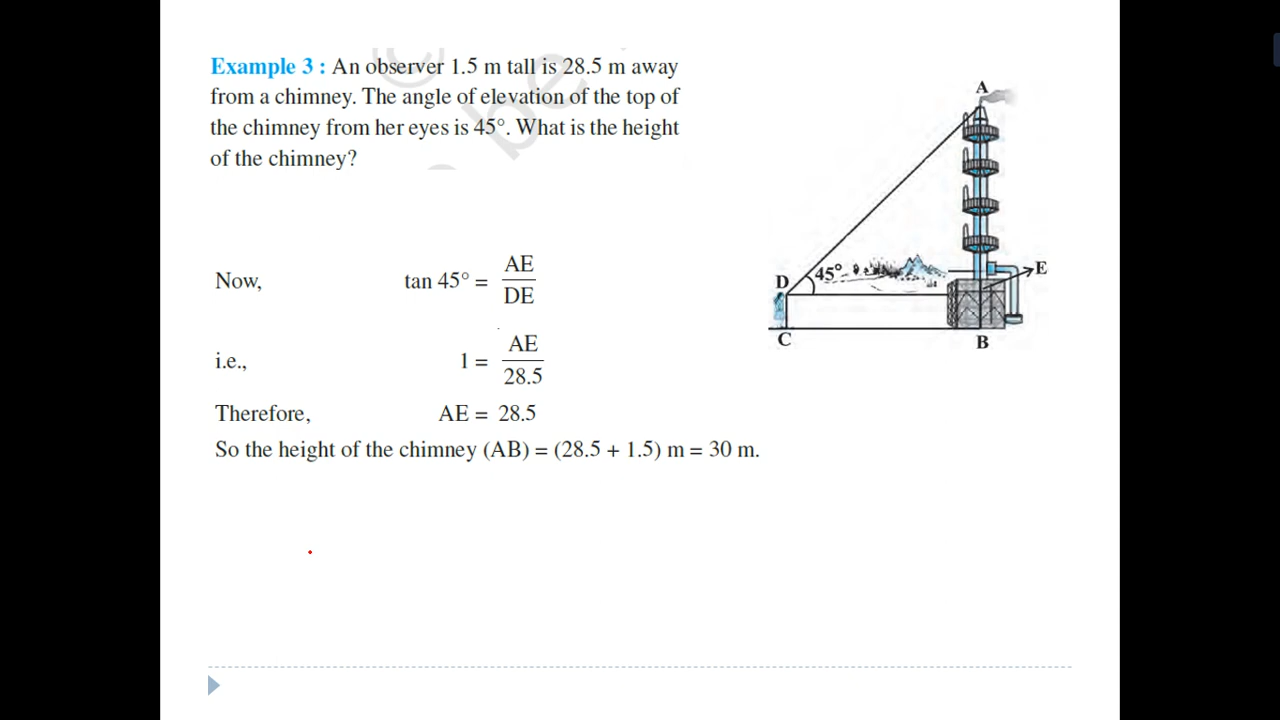 Example 3 : An observer 1.5 m tall is 28.5 m away
from a chimney. The angle of elevation of the top of
the chimney from her eyes is 45°. What is the height
of the chimney?
A
45°
E
D
C
B
Now, tan 45° = AE / DE
i.e., 1 = AE / 28.5
Therefore, AE = 28.5
So the height of the chimney (AB) = (28.5 + 1.5) m = 30 m.